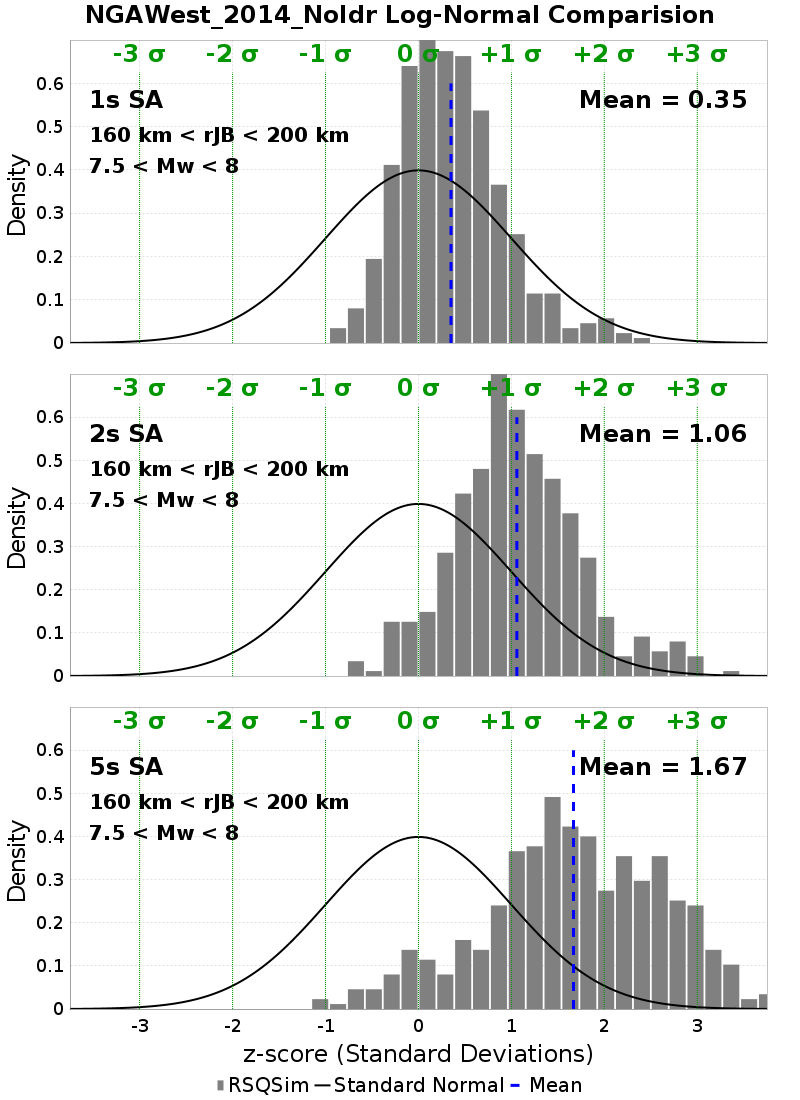 NGAWest_2014_NoIdr Log-Normal Comparision
-3 σ -2 σ -1 σ 0 σ +1 σ +2 σ +3 σ
1s SA Mean = 0.35
160 km < rJB < 200 km
7.5 < Mw < 8
Density
0.6
0.5
0.4
0.3
0.2
0.1
0
-3 σ -2 σ -1 σ 0 σ +1 σ +2 σ +3 σ
2s SA Mean = 1.06
160 km < rJB < 200 km
7.5 < Mw < 8
Density
0.6
0.5
0.4
0.3
0.2
0.1
0
-3 σ -2 σ -1 σ 0 σ +1 σ +2 σ +3 σ
5s SA Mean = 1.67
160 km < rJB < 200 km
7.5 < Mw < 8
Density
0.6
0.5
0.4
0.3
0.2
0.1
0
-3 -2 -1 0 1 2 3
z-score (Standard Deviations)
RSQSim Standard Normal Mean